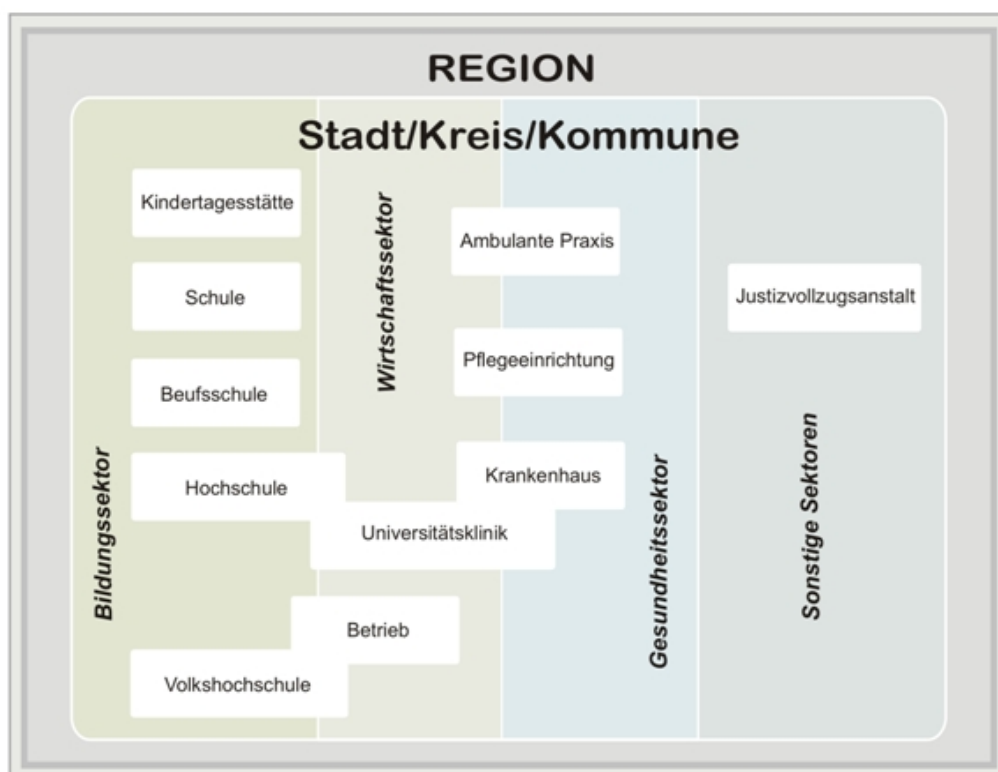 REGION
Stadt/Kreis/Kommune
Kindertagesstätte
Schule
Beufsschule
Hochschule
Volkshochschule
Bildungssektor
Wirtschaftssektor
Ambulante Praxis
Pflegeeinrichtung
Krankenhaus
Universitätsklinik
Betrieb
Gesundheitssektor
Justizvollzugsanstalt
Sonstige Sektoren